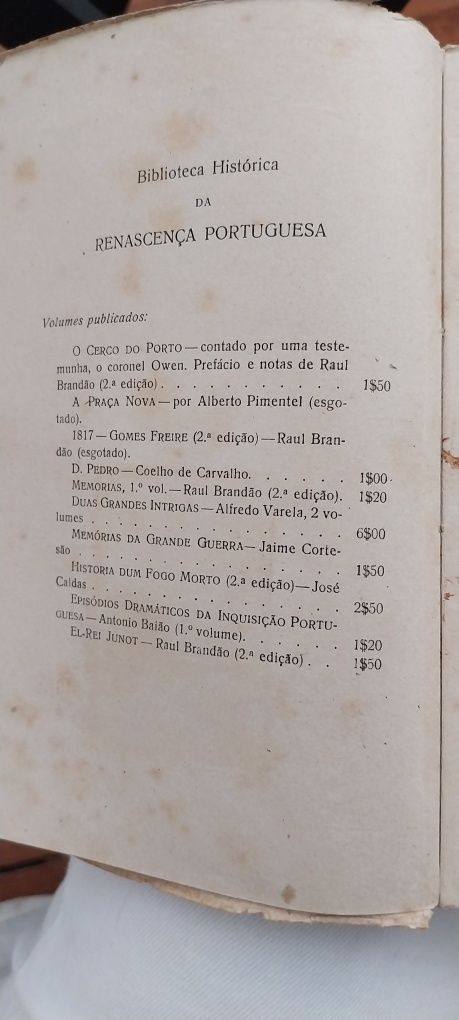 Biblioteca Histórica
DA
RENASCENÇA PORTUGUESA
Volumes publicados:
O CERCO DO PORTO — contado por uma teste-
munha, o coronel Owen. Prefácio e notas de Raul
Brandão (2.ª edição) . . . . . . . . . . 1$50
A PRAÇA NOVA — por Alberto Pimentel (esgo-
tado).
1817 — GOMES FREIRE (2.ª edição) — Raul Bran-
dão (esgotado).
D. PEDRO — Coelho de Carvalho. . . . . . 1$00
MEMORIAS, 1.º vol. — Raul Brandão (2.ª edição). 1$20
DUAS GRANDES INTRIGAS — Alfredo Varela, 2 vo-
lumes . . . . . . . . . . . . . . 6$00
MEMÓRIAS DA GRANDE GUERRA — Jaime Corte-
são . . . . . . . . . . . . . . . 1$50
HISTORIA DUM FOGO MORTO (2.ª edição) — José
Caldas . . . . . . . . . . . . . . 2$50
EPISÓDIOS DRAMÁTICOS DA INQUISIÇÃO PORTU-
GUESA — Antonio Baião (1.º volume). . . . . . 1$20
EL-REI JUNOT — Raul Brandão (2.ª edição) . . 1$50